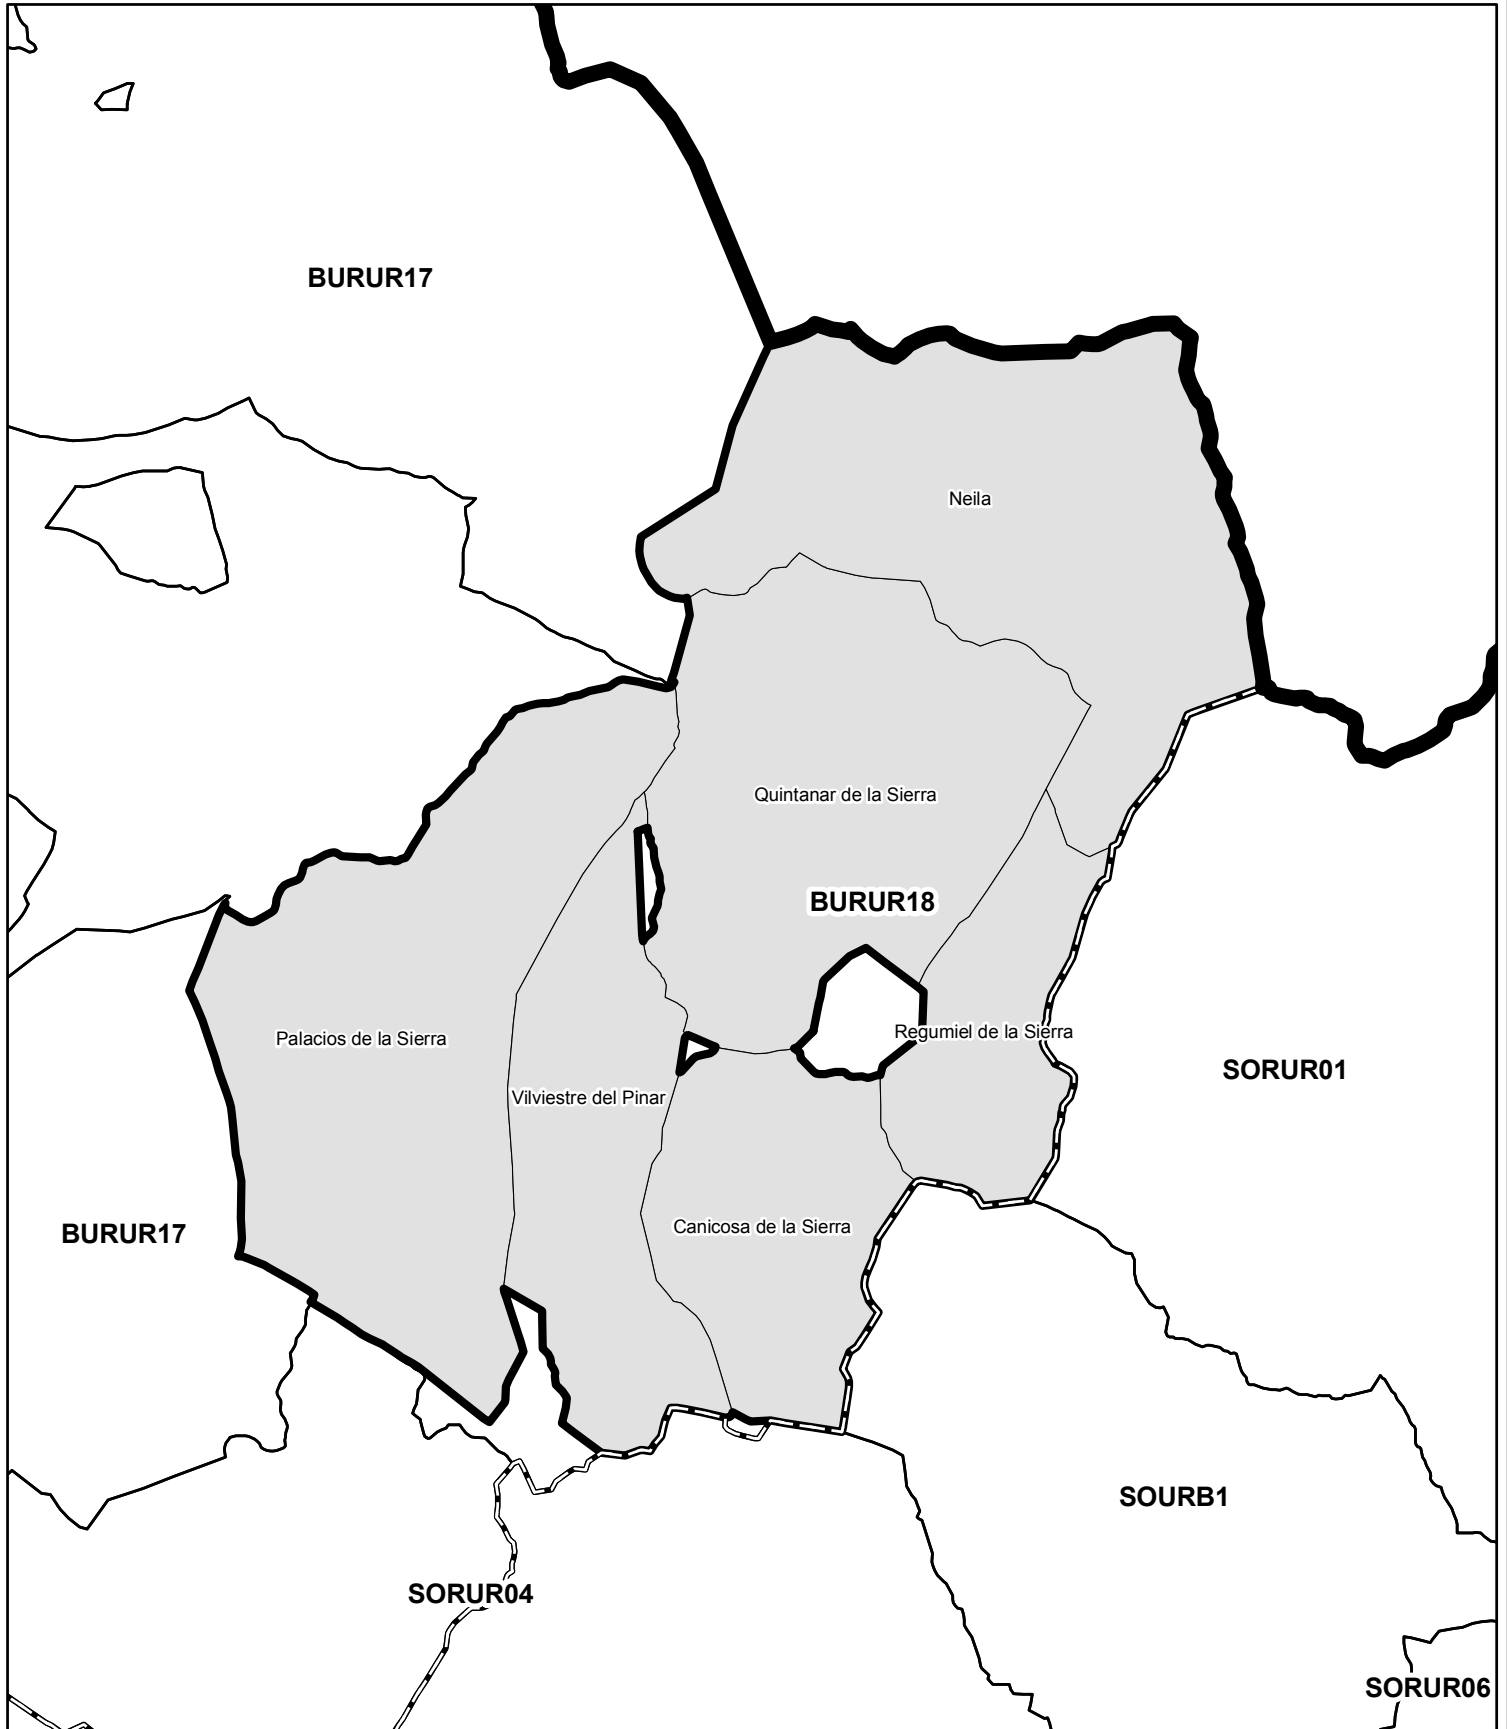 BURUR17
Neila
Quintanar de la Sierra
BURUR18
Regumiel de la Sierra
Palacios de la Sierra
SORUR01
Vilviestre del Pinar
Canicosa de la Sierra
BURUR17
SOURB1
SORUR04
SORUR06